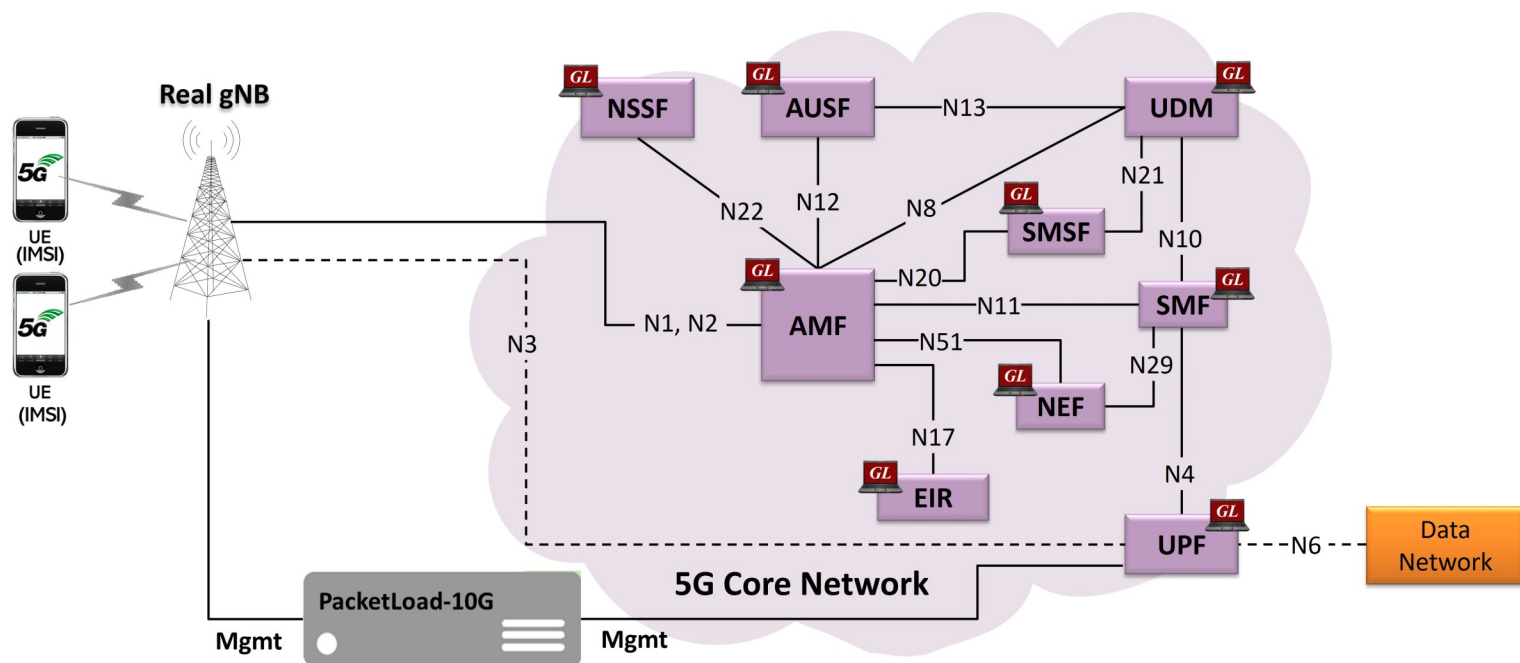 Real gNB
5G
UE
(IMSI)
5G
UE
(IMSI)
GL
NSSF
GL
AUSF
N13
GL
UDM
N22
N12
N8
N21
GL
SMSF
N10
N20
GL
AMF
N11
GL
SMF
N1, N2
N3
N51
N29
GL
NEF
N17
N4
GL
EIR
GL
UPF
N6
Data
Network
5G Core Network
PacketLoad-10G
Mgmt
Mgmt